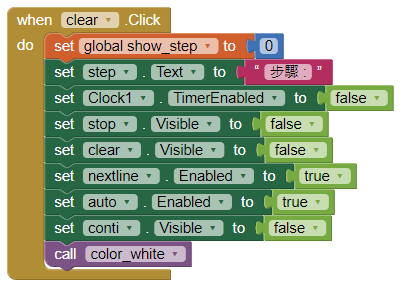 when clear .Click
do set global show_step to 0
set step . Text to “ 步驟： ”
set Clock1 . TimerEnabled to false
set stop . Visible to false
set clear . Visible to false
set nextline . Enabled to true
set auto . Enabled to true
set conti . Visible to false
call color_white